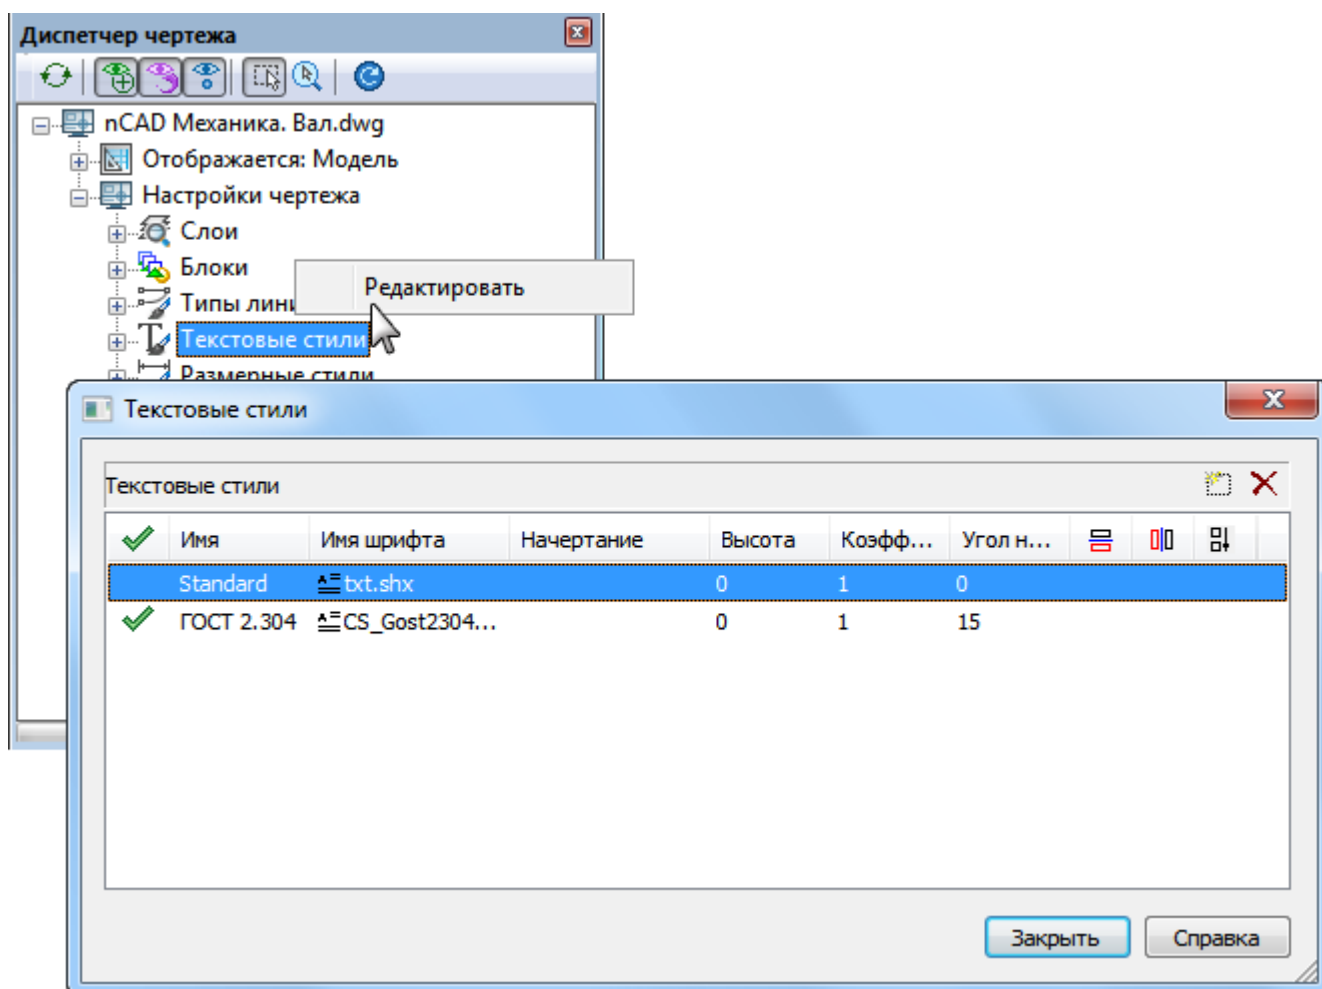 Диспетчер чертежа
nCAD Механика. Вал.dwg
Отображается: Модель
Настройки чертежа
Слои
Блоки
Редактировать
Типы лини
Текстовые стили
Размерные стили
Текстовые стили
Текстовые стили
Имя Имя шрифта Начертание Высота Коэфф... Угол н...
Standard txt.shx 0 1 0
ГОСТ 2.304 CS_Gost2304... 0 1 15
Закрыть Справка